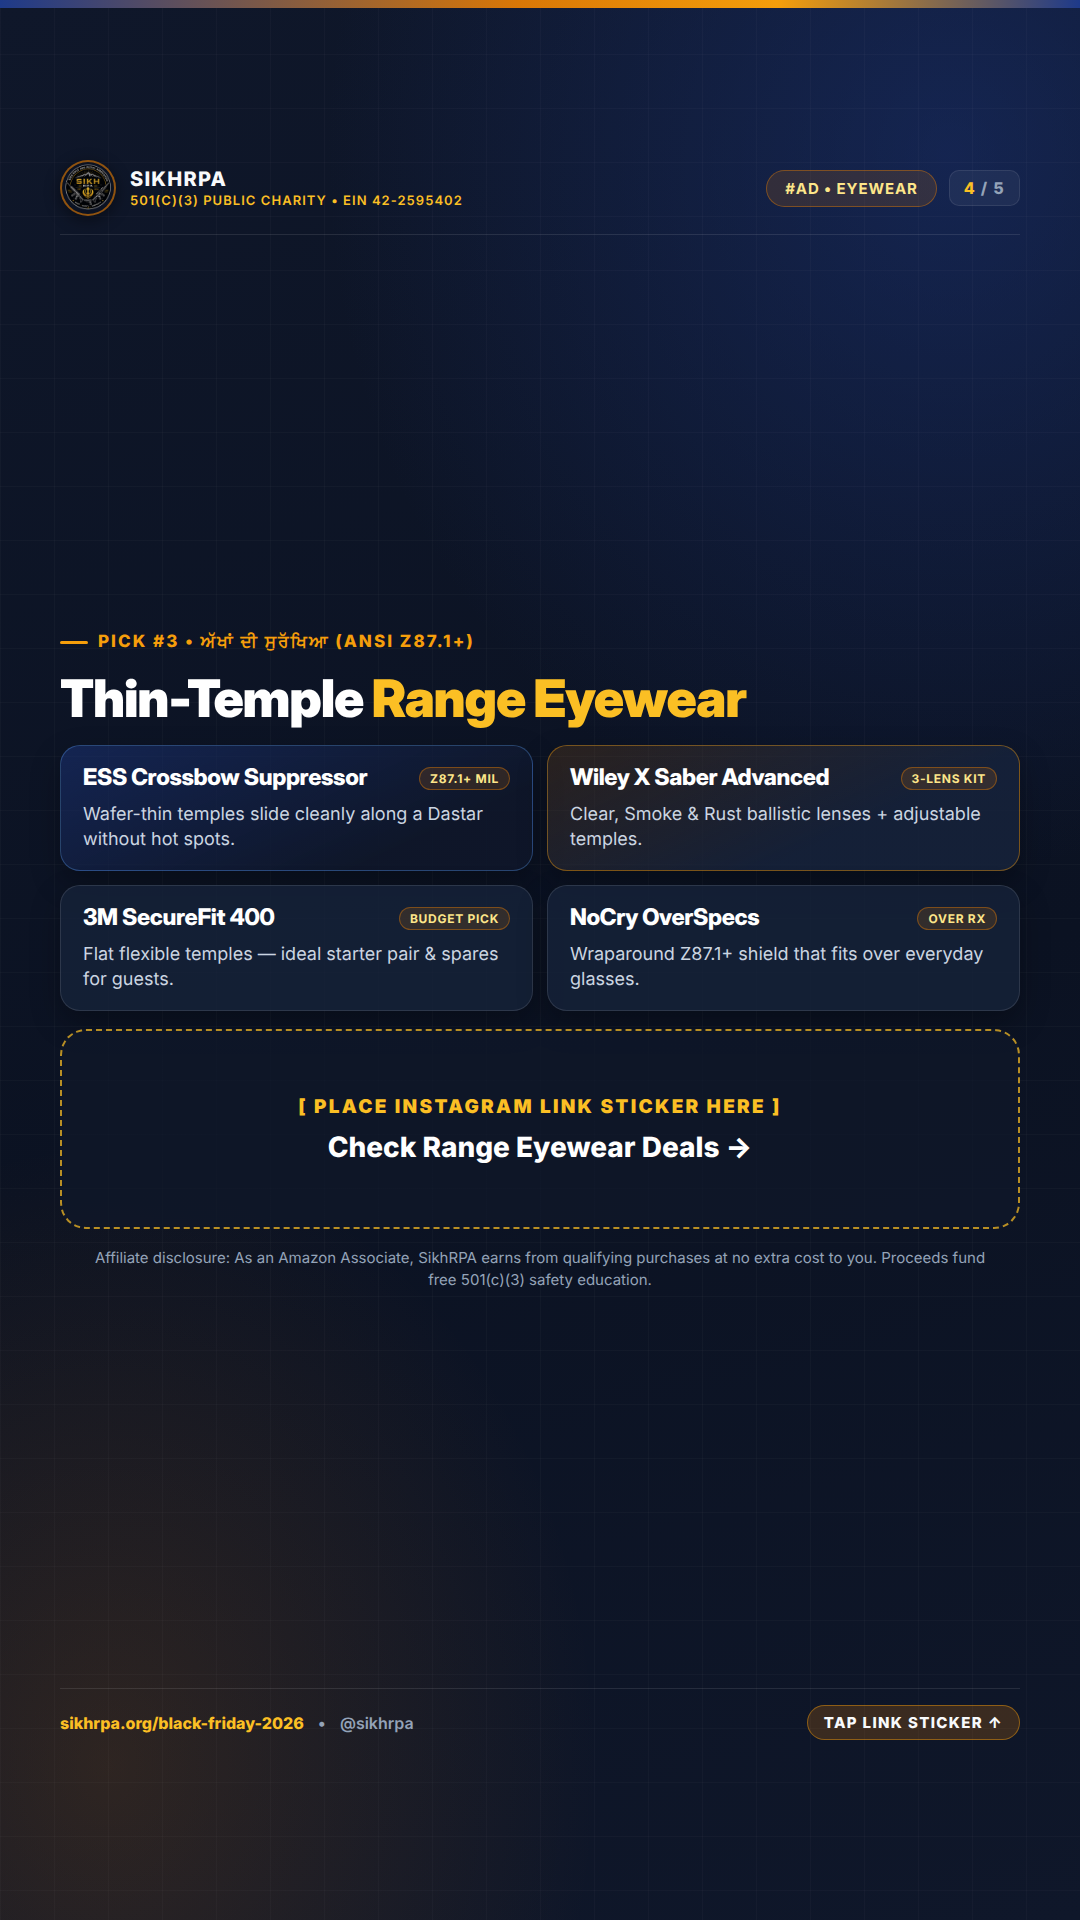 SIKH
SIKHRPA
501(C)(3) PUBLIC CHARITY • EIN 42-2595402
#AD • EYEWEAR
4 / 5
PICK #3 • ਅੱਖਾਂ ਦੀ ਸੁਰੱਖਿਆ (ANSI Z87.1+)
Thin-Temple Range Eyewear
ESS Crossbow Suppressor
Z87.1+ MIL
Wafer-thin temples slide cleanly along a Dastar
without hot spots.
Wiley X Saber Advanced
3-LENS KIT
Clear, Smoke & Rust ballistic lenses + adjustable
temples.
3M SecureFit 400
BUDGET PICK
Flat flexible temples — ideal starter pair & spares
for guests.
NoCry OverSpecs
OVER RX
Wraparound Z87.1+ shield that fits over everyday
glasses.
[ PLACE INSTAGRAM LINK STICKER HERE ]
Check Range Eyewear Deals →
Affiliate disclosure: As an Amazon Associate, SikhRPA earns from qualifying purchases at no extra cost to you. Proceeds fund
free 501(c)(3) safety education.
sikhrpa.org/black-friday-2026 • @sikhrpa
TAP LINK STICKER ↑